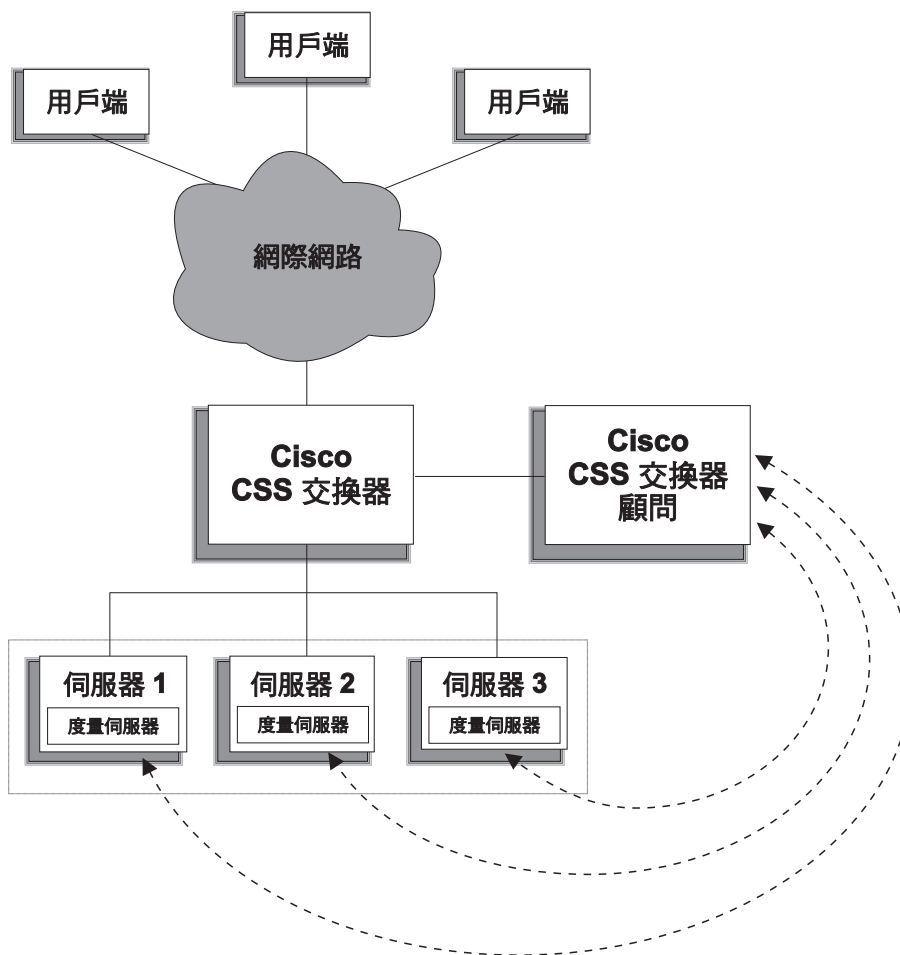 用戶端
用戶端
用戶端
網際網路
Cisco
CSS 交換器
Cisco
CSS 交換器
顧問
伺服器 1
度量伺服器
伺服器 2
度量伺服器
伺服器 3
度量伺服器